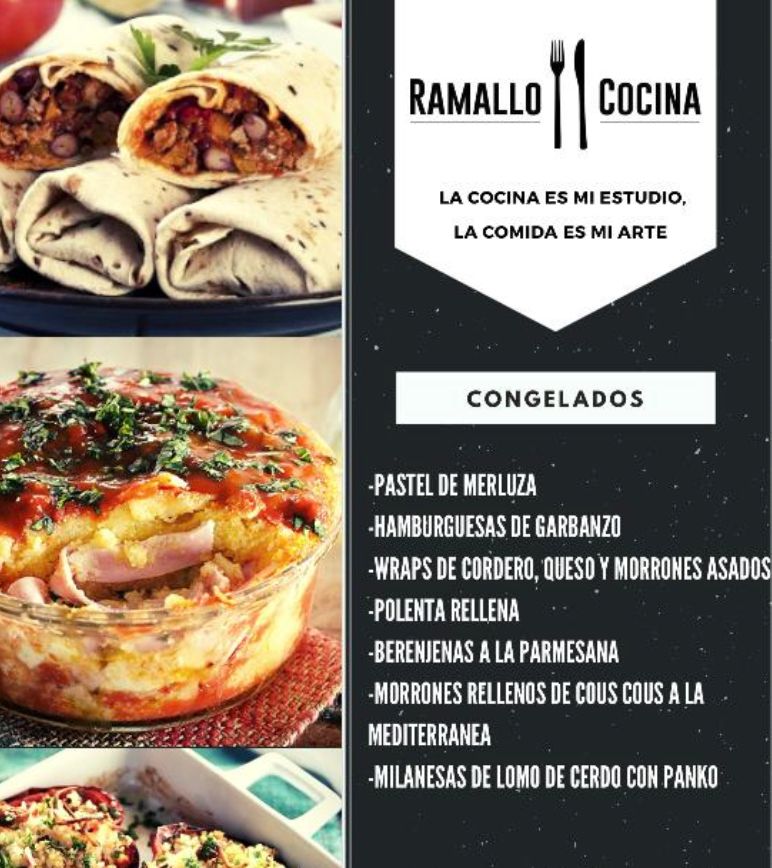 RAMALLO COCINA
LA COCINA ES MI ESTUDIO,
LA COMIDA ES MI ARTE
CONGELADOS
-PASTEL DE MERLUZA
-HAMBURGUESAS DE GARBANZO
-WRAPS DE CORDERO, QUESO Y MORRONES ASADOS
-POLENTA RELLENA
-BERENJENAS A LA PARMESANA
-MORRONES RELLENOS DE COUS COUS A LA
MEDITERRANEA
-MILANESAS DE LOMO DE CERDO CON PANKO